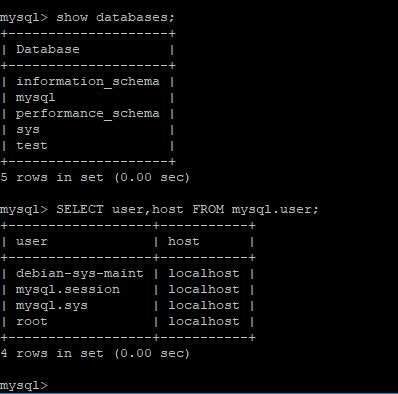 mysql> show databases;
+--------------------+
| Database           |
+--------------------+
| information_schema |
| mysql              |
| performance_schema |
| sys                |
| test               |
+--------------------+
5 rows in set (0.00 sec)

mysql> SELECT user,host FROM mysql.user;
+------------------+-----------+
| user             | host      |
+------------------+-----------+
| debian-sys-maint | localhost |
| mysql.session    | localhost |
| mysql.sys        | localhost |
| root             | localhost |
+------------------+-----------+
4 rows in set (0.00 sec)

mysql>